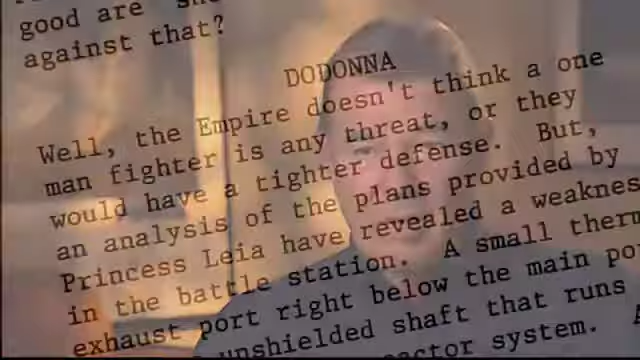 good are
against that?
DODONNA
Well, the Empire doesn't think a one
man fighter is any threat, or they
would have a tighter defense. But,
an analysis of the plans provided by
Princess Leia have revealed a weaknes
in the battle station. A small therm
exhaust port right below the main po
unshielded shaft that runs
actor system. A